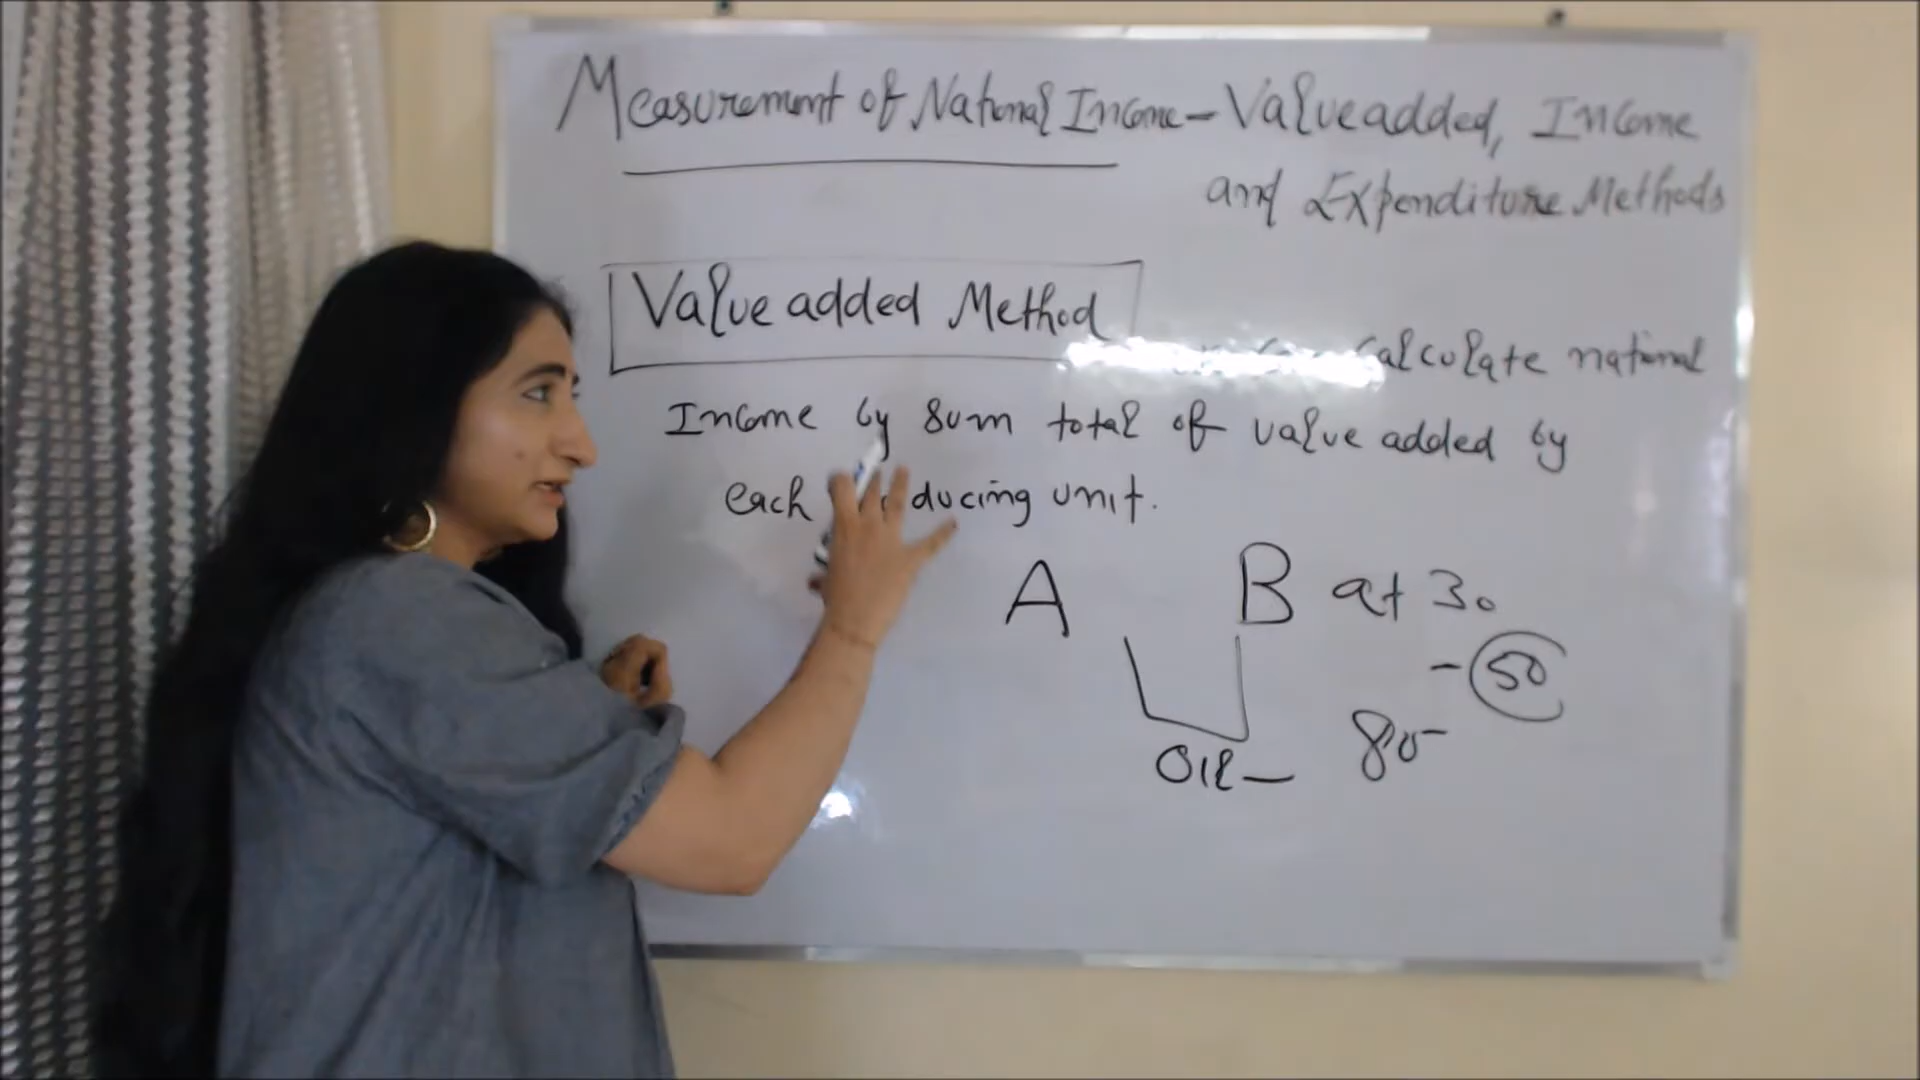 Measurement of National Income - Value added, Income
and Expenditure Methods
Value added Method
calculate national
Income by sum total of value added by
each ducing unit.
A B at 30
- 50
Oil - 80